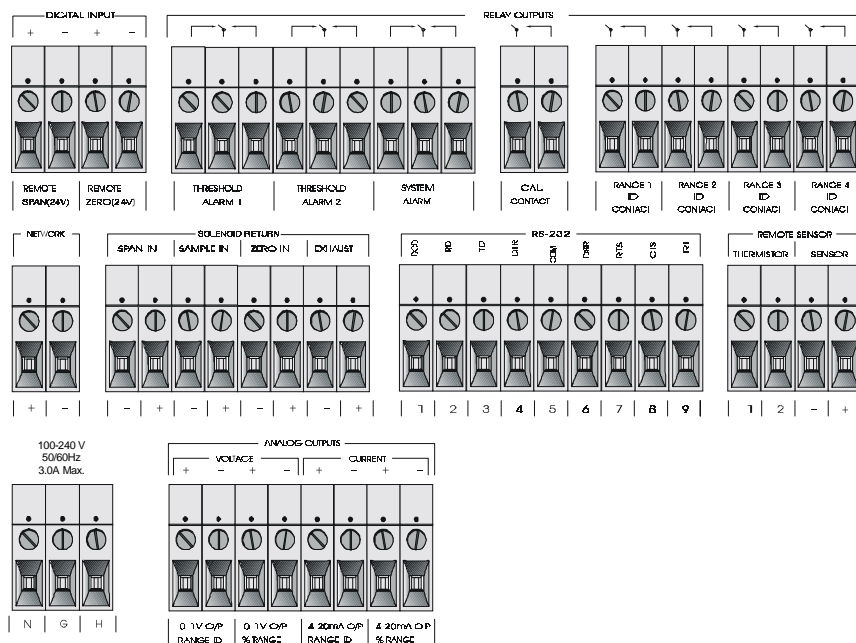 DIGITAL INPUT
RELAY OUTPUTS
+ − + −
REMOTE SPAN(24V)
REMOTE ZERO(24V)
THRESHOLD ALARM 1
THRESHOLD ALARM 2
SYSTEM ALARM
CAL CONTACT
RANGE 1 ID CONTACT
RANGE 2 ID CONTACT
RANGE 3 ID CONTACT
RANGE 4 ID CONTACT
NETWORK
SOLENOID RETURN
SPAN IN SAMPLE IN ZERO IN EXHAUST
RS-232
DCD RD TD DTR COM DSR RTS CTS RI
REMOTE SENSOR
THERMISTOR SENSOR
+ −
− + − + − + − +
1 2 3 4 5 6 7 8 9
1 2 − +
100-240 V
50/60Hz
3.0A Max.
N G H
ANALOG OUTPUTS
VOLTAGE CURRENT
+ − + − + − + −
0 1V O/P RANGE ID
0 1V O/P % RANGE
4 20mA O/P RANGE ID
4 20mA O/P % RANGE